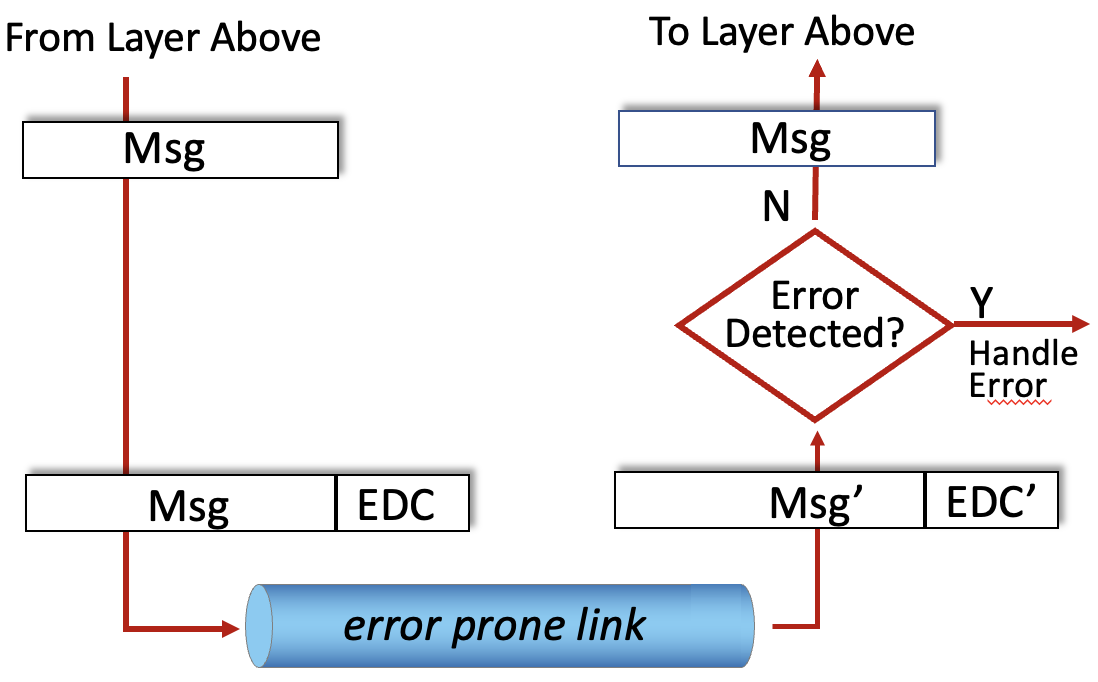 From Layer Above
Msg
Msg
EDC
error prone link
To Layer Above
Msg
N
Error
Detected?
Y
Handle
Error
Msg’
EDC’